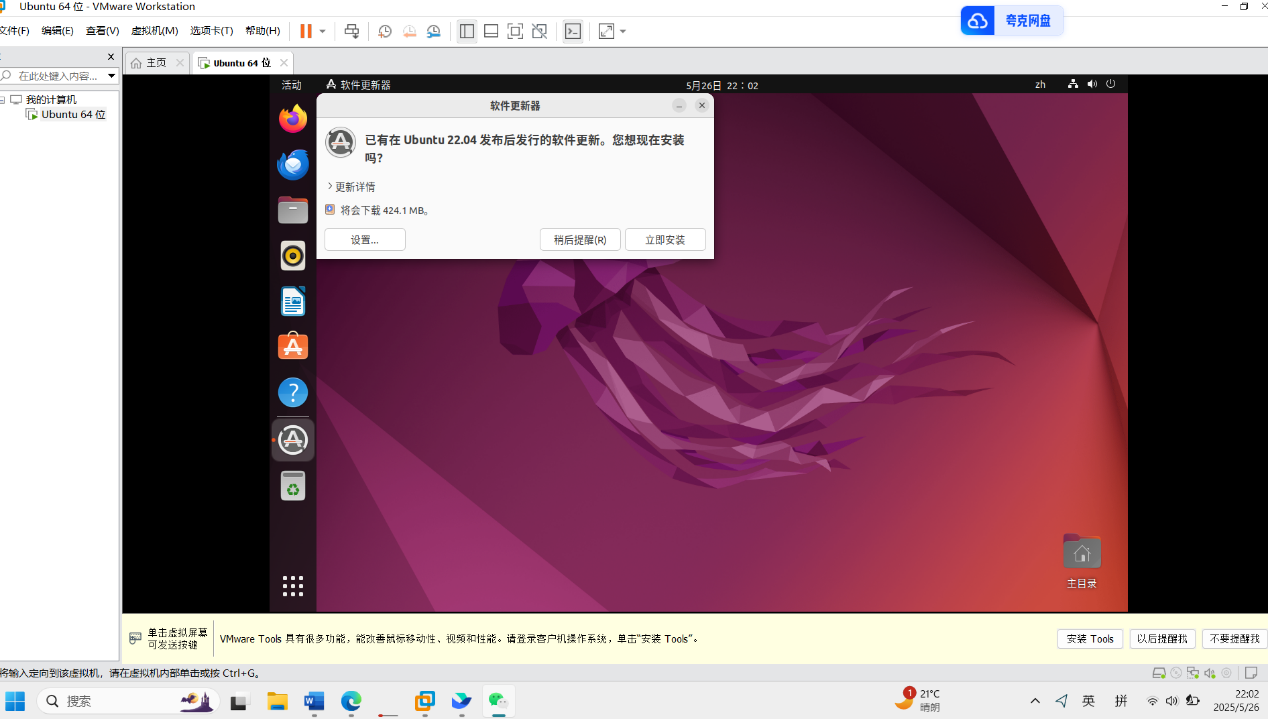 Ubuntu 64 位 - VMware Workstation
文件(F) 编辑(E) 查看(V) 虚拟机(M) 选项卡(T) 帮助(H)
夸克网盘
主页 Ubuntu 64 位
在此处键入内容...
我的计算机
Ubuntu 64 位
活动 软件更新器 5月26日 22：02 zh
软件更新器
已有在 Ubuntu 22.04 发布后发行的软件更新。您想现在安装
吗?
更新详情
将会下载 424.1 MB。
设置... 稍后提醒(R) 立即安装
主目录
单击虚拟屏幕
可发送按键
VMware Tools 具有很多功能，能改善鼠标移动性、视频和性能。请登录客户机操作系统，单击“安装 Tools”。
安装 Tools 以后提醒我 不要提醒我
将输入定向到该虚拟机，请在虚拟机内部单击或按 Ctrl+G。
搜索
1
21°C
晴朗
英 拼
22:02
2025/5/26